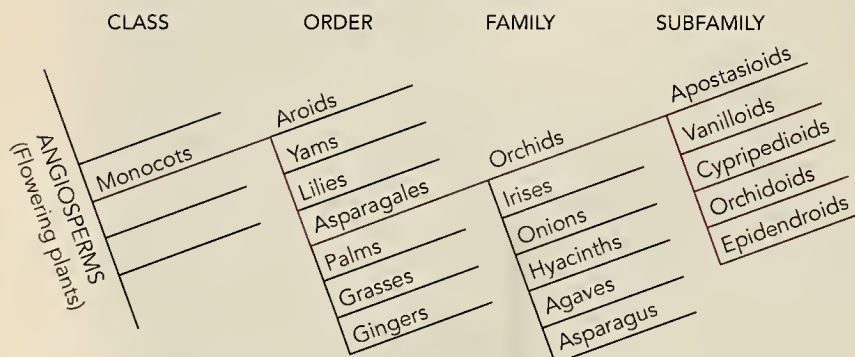 CLASS
ORDER
FAMILY
SUBFAMILY
ANGIOSPERMS
(Flowering plants)
Monocots
Aroids
Yams
Lilies
Asparagales
Palms
Grasses
Gingers
Orchids
Irises
Onions
Hyacinths
Agaves
Asparagus
Apostasioids
Vanilloids
Cypripedioids
Orchidoids
Epidendroids